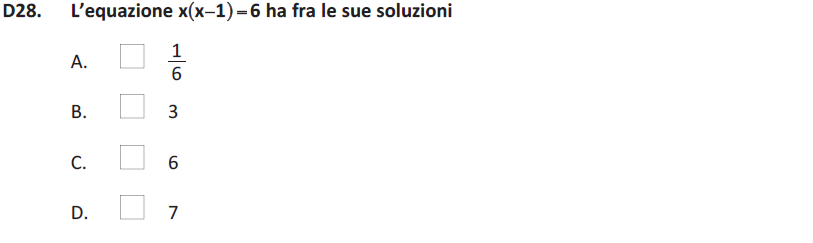 D28. L'equazione x(x–1)=6 ha fra le sue soluzioni
A. 1/6
B. 3
C. 6
D. 7